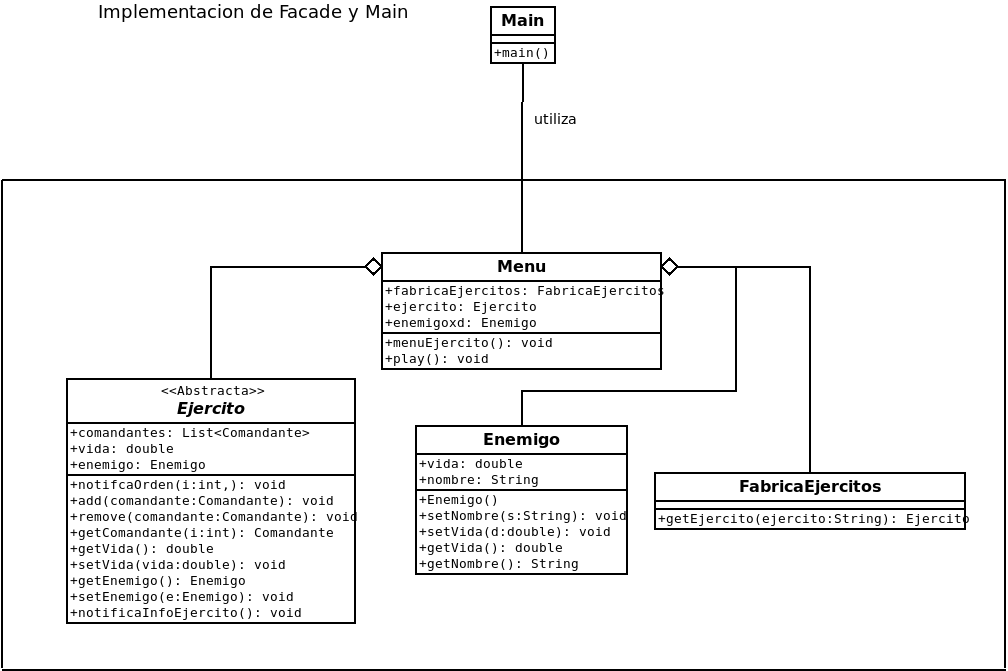 Implementacion de Facade y Main
Main
+main()
utiliza
Menu
+fabricaEjercitos: FabricaEjercitos
+ejercito: Ejercito
+enemigoxd: Enemigo
+menuEjercito(): void
+play(): void
<<Abstracta>>
Ejercito
+comandantes: List<Comandante>
+vida: double
+enemigo: Enemigo
+notifcaOrden(i:int,): void
+add(comandante:Comandante): void
+remove(comandante:Comandante): void
+getComandante(i:int): Comandante
+getVida(): double
+setVida(vida:double): void
+getEnemigo(): Enemigo
+setEnemigo(e:Enemigo): void
+notificaInfoEjercito(): void
Enemigo
+vida: double
+nombre: String
+Enemigo()
+setNombre(s:String): void
+setVida(d:double): void
+getVida(): double
+getNombre(): String
FabricaEjercitos
+getEjercito(ejercito:String): Ejercito